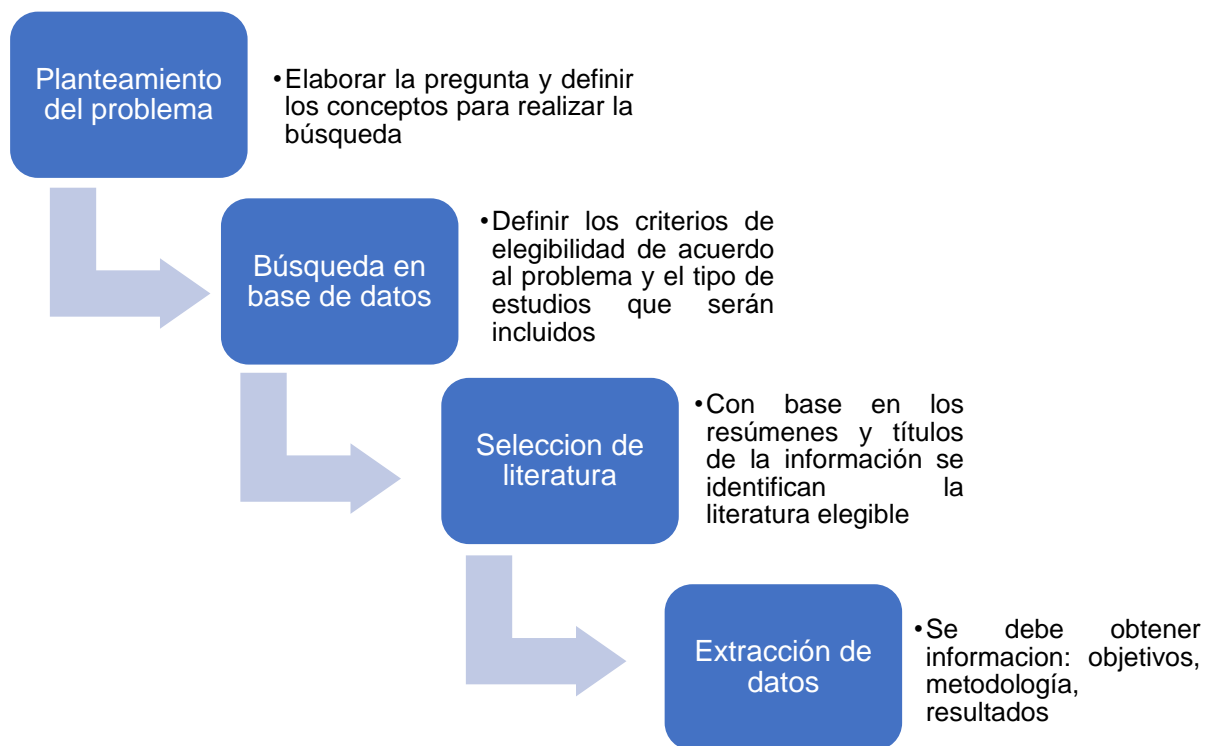 Planteamiento
del problema
•Elaborar la pregunta y definir
los conceptos para realizar la
búsqueda
Búsqueda en
base de datos
•Definir los criterios de
elegibilidad de acuerdo
al problema y el tipo de
estudios que serán
incluidos
Seleccion de
literatura
•Con base en los
resúmenes y títulos
de la información se
identifican la
literatura elegible
Extracción de
datos
•Se debe obtener
informacion: objetivos,
metodología,
resultados